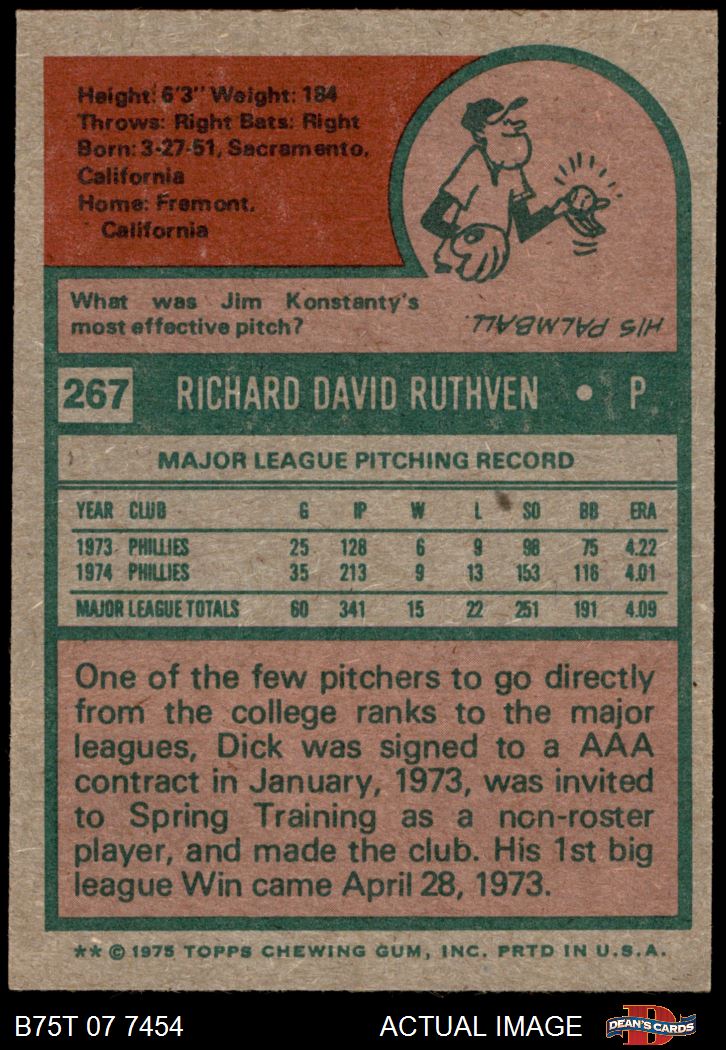 Height: 6'3" Weight: 184
Throws: Right Bats: Right
Born: 3-27-51, Sacramento,
California
Home: Fremont,
California
What was Jim Konstanty's
most effective pitch?
HIS PALMBALL.
267 RICHARD DAVID RUTHVEN • P
MAJOR LEAGUE PITCHING RECORD
YEAR CLUB G IP W L SO BB ERA
1973 PHILLIES 25 128 6 9 98 75 4.22
1974 PHILLIES 35 213 9 13 153 116 4.01
MAJOR LEAGUE TOTALS 60 341 15 22 251 191 4.09
One of the few pitchers to go directly
from the college ranks to the major
leagues, Dick was signed to a AAA
contract in January, 1973, was invited
to Spring Training as a non-roster
player, and made the club. His 1st big
league Win came April 28, 1973.
** © 1975 TOPPS CHEWING GUM, INC. PRTD IN U.S.A.
B75T 07 7454 ACTUAL IMAGE DEAN'S CARDS